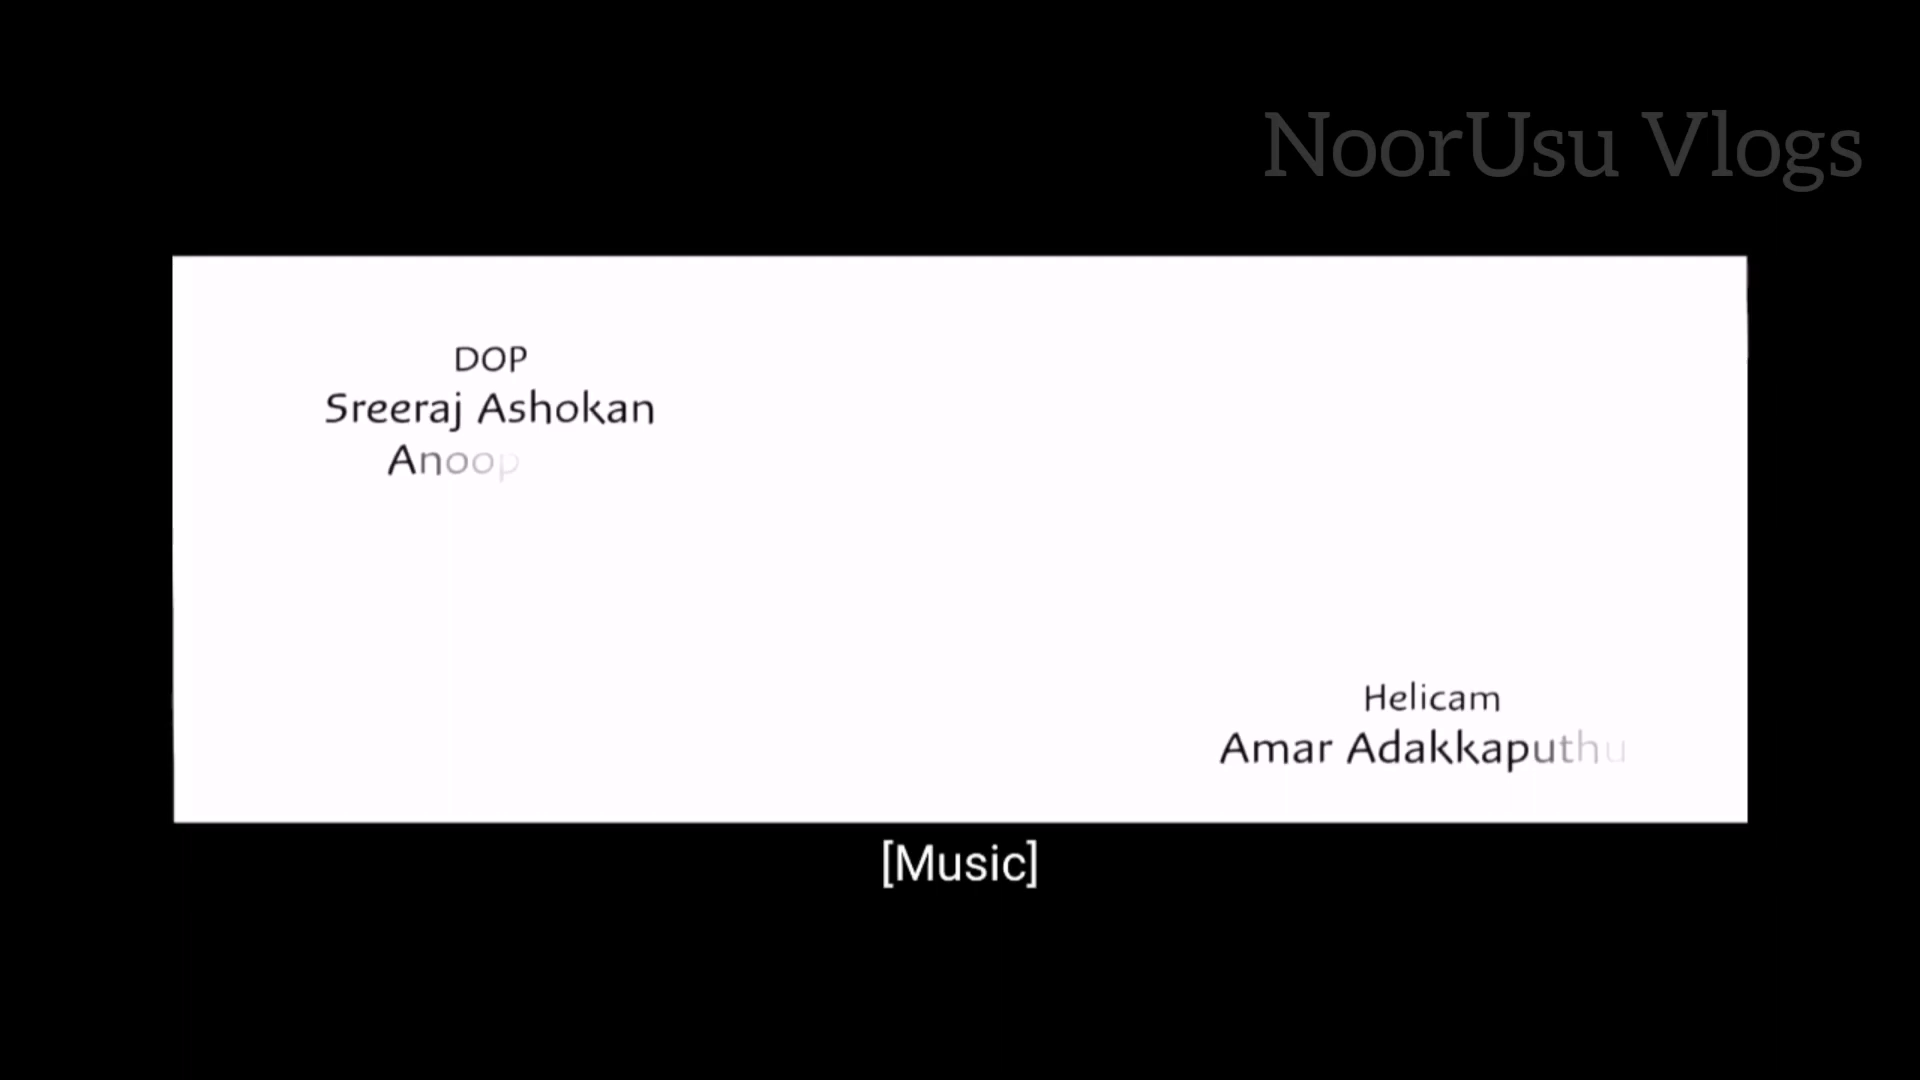 NoorUsu Vlogs
DOP
Sreeraj Ashokan
Anoop
Helicam
Amar Adakkaputhu
[Music]